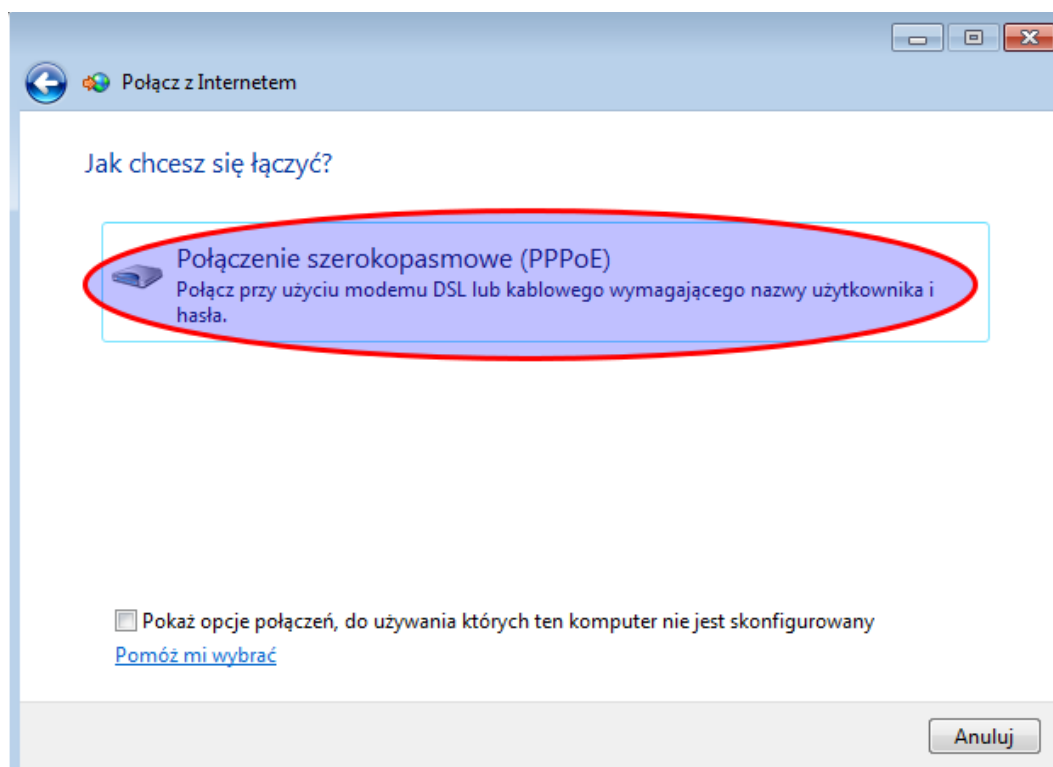 Połącz z Internetem
Jak chcesz się łączyć?
Połączenie szerokopasmowe (PPPoE)
Połącz przy użyciu modemu DSL lub kablowego wymagającego nazwy użytkownika i
hasła.
Pokaż opcje połączeń, do używania których ten komputer nie jest skonfigurowany
Pomóż mi wybrać
Anuluj